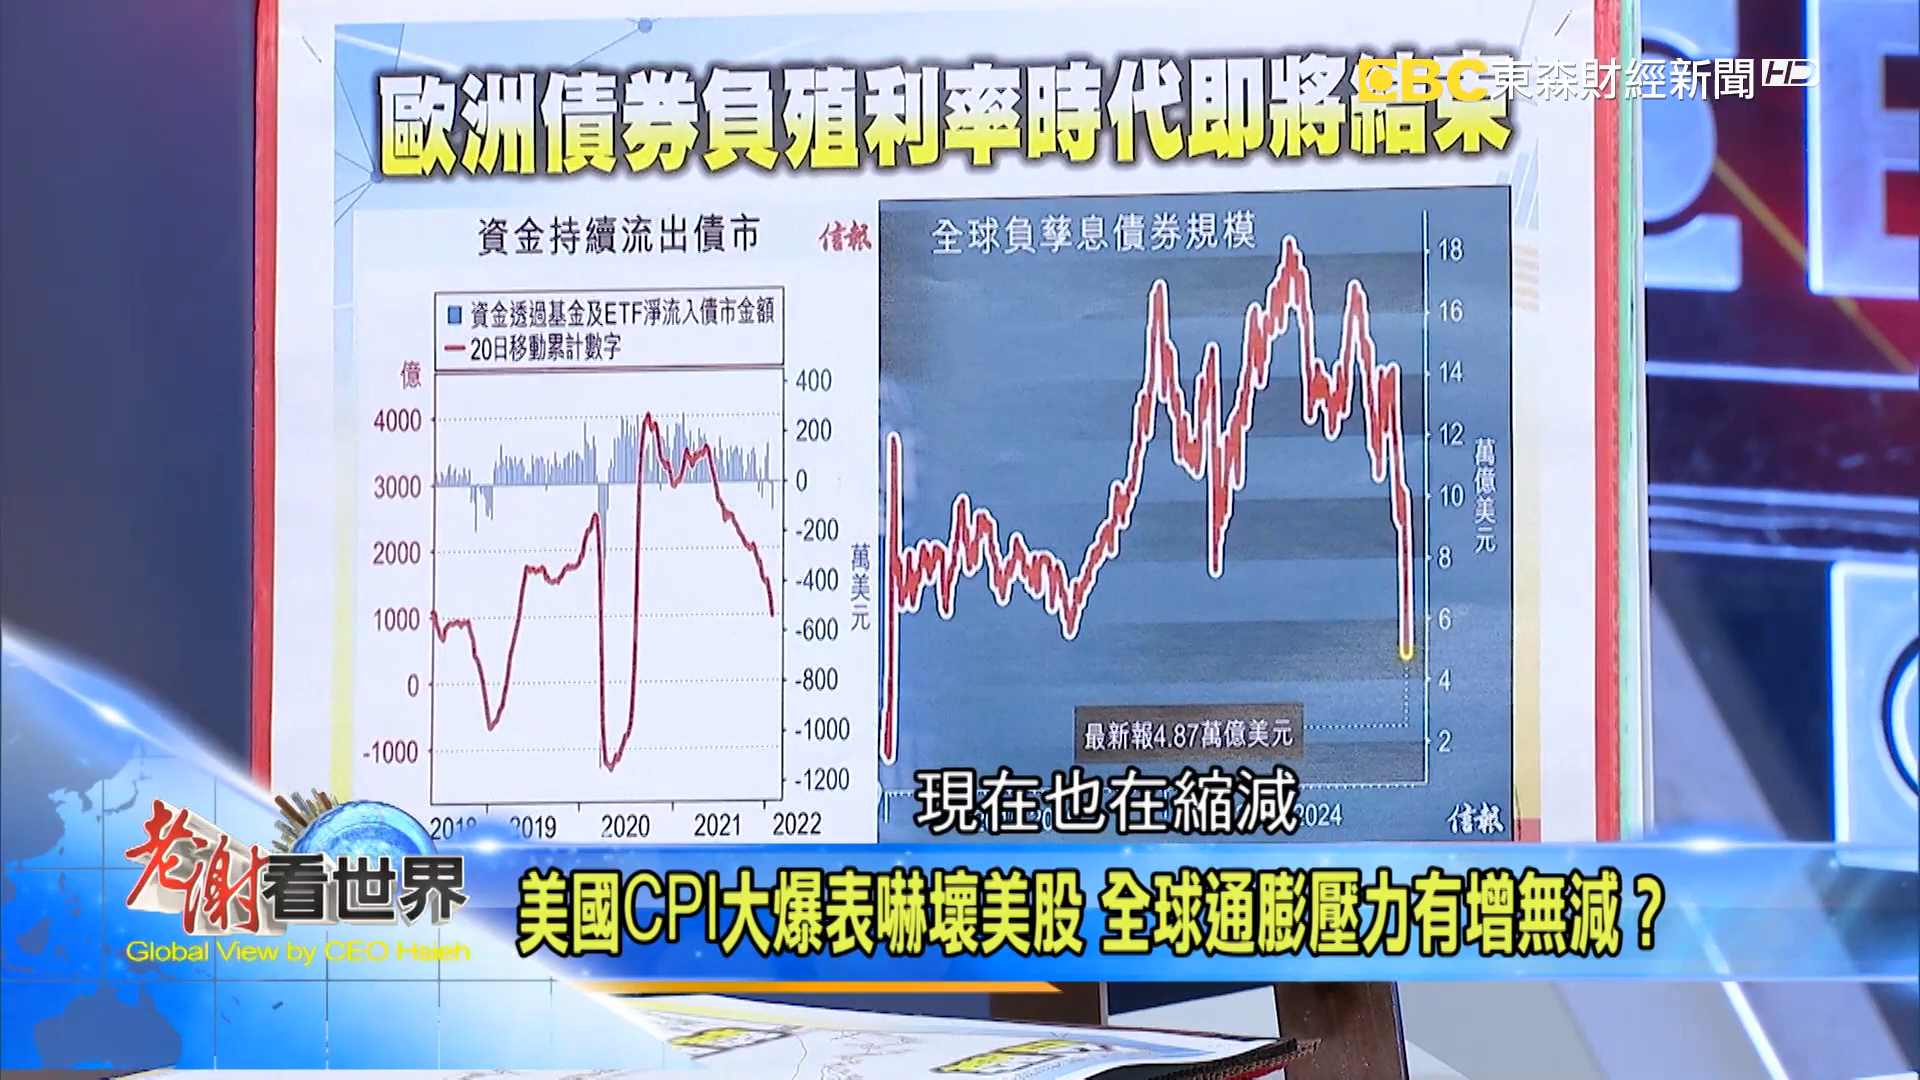 歐洲債券負殖利率時代即將結束
EBC 東森財經新聞 HD
資金持續流出債市
信報
資金透過基金及ETF淨流入債市金額
20日移動累計數字
億
4000
3000
2000
1000
0
-1000
400
200
0
-200
-400
-600
-800
-1000
-1200
萬美元
2018 2019 2020 2021 2022
全球負孳息債券規模
18
16
14
12
10
8
6
4
2
萬億美元
最新報4.87萬億美元
2024
信報
現在也在縮減
老謝看世界
Global View by CEO Hsieh
美國CPI大爆表嚇壞美股 全球通膨壓力有增無減？